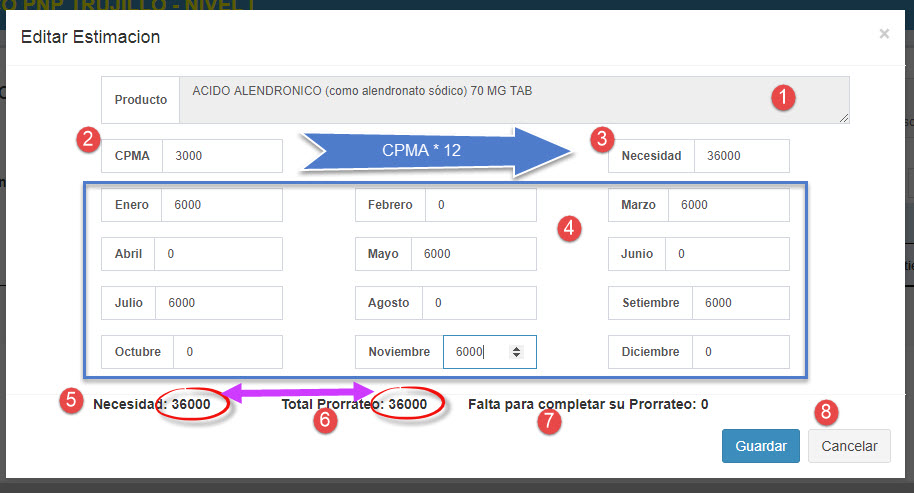 O PNP TRUJILLO - NIVEL I
Editar Estimacion ×
Producto ACIDO ALENDRONICO (como alendronato sódico) 70 MG TAB 1
2 CPMA 3000 CPMA * 12 3 Necesidad 36000
Enero 6000 Febrero 0 Marzo 6000
4
Abril 0 Mayo 6000 Junio 0
Julio 6000 Agosto 0 Setiembre 6000
Octubre 0 Noviembre 6000 Diciembre 0
5 Necesidad: 36000 Total Prorrateo: 36000 Falta para completar su Prorrateo: 0
6 7 8
Guardar Cancelar